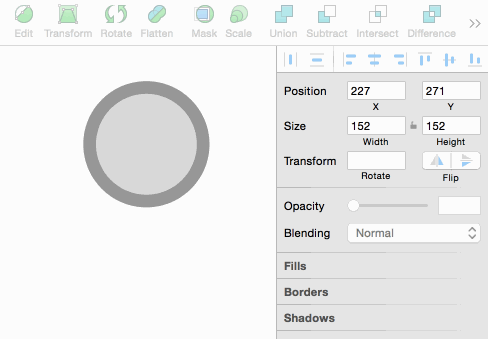 Edit Transform Rotate Flatten Mask Scale Union Subtract Intersect Difference
Position 227 271
X Y
Size 152 152
Width Height
Transform
Rotate Flip
Opacity
Blending Normal
Fills
Borders
Shadows